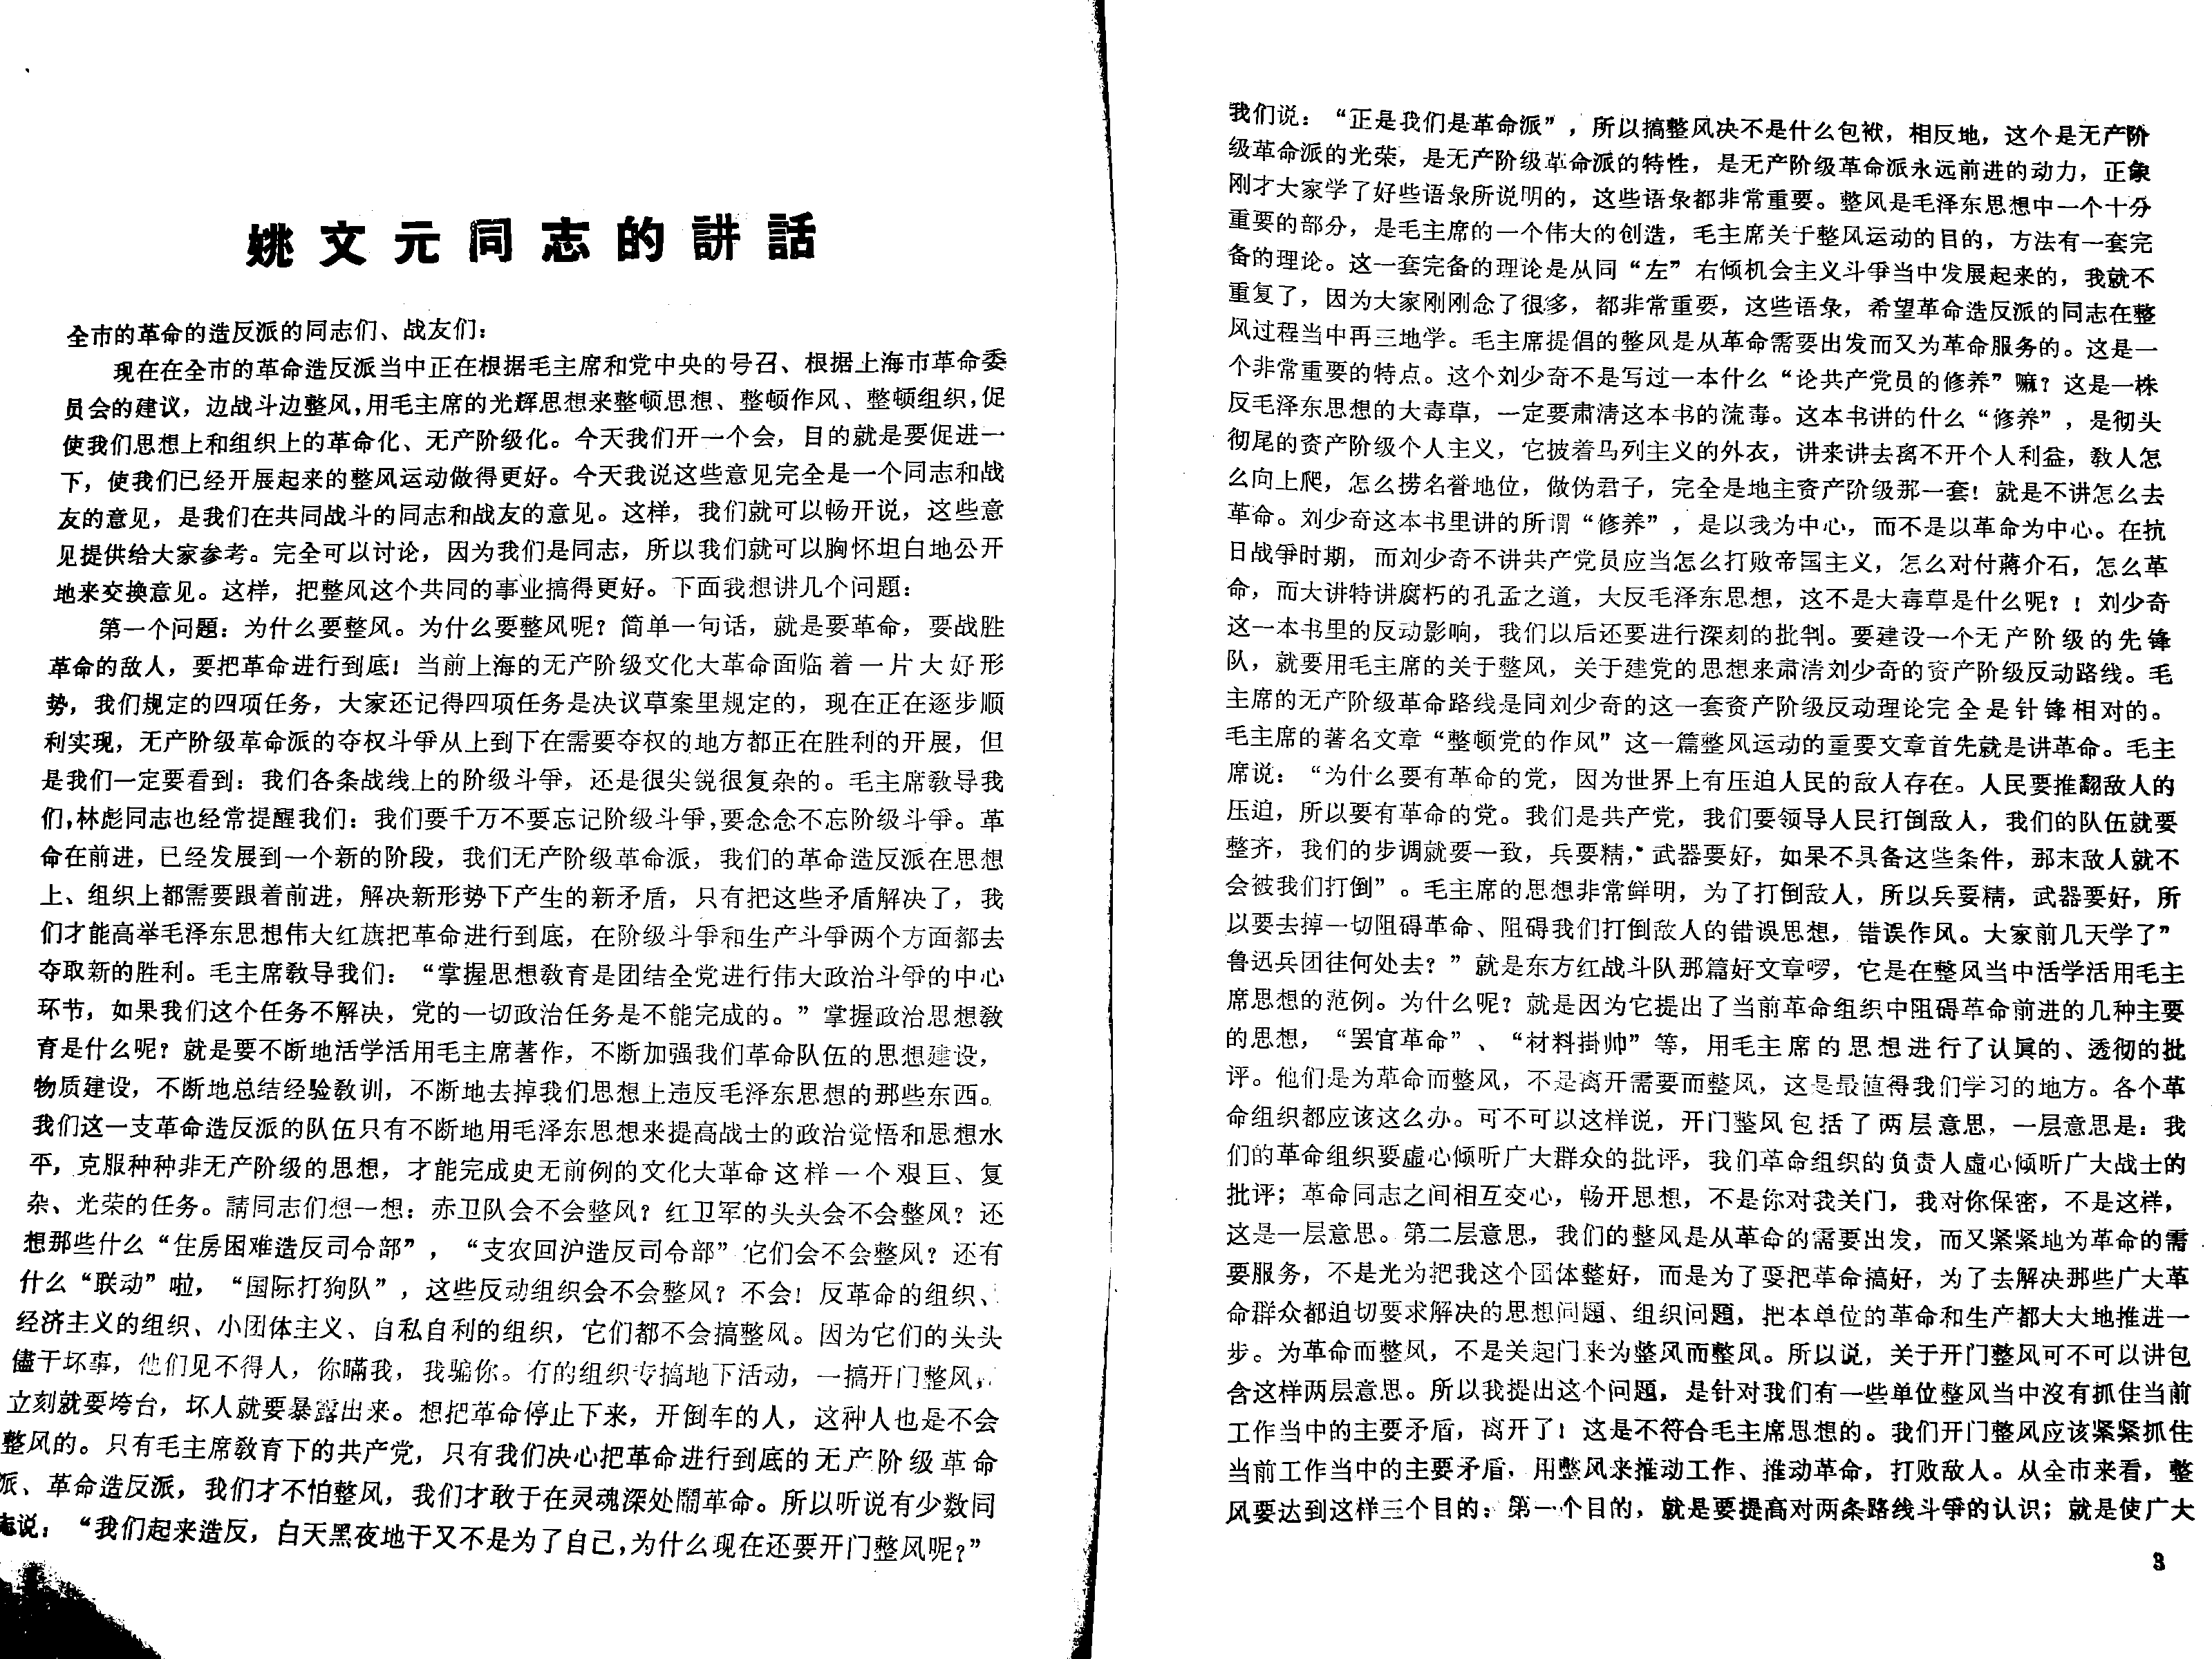 姚文元同志的講話
全市的革命的造反派的同志们、战友们：
现在在全市的革命造反派当中正在根据毛主席和党中央的号召、根据上海市革命委
员会的建议，边战斗边整风，用毛主席的光辉思想来整顿思想、整顿作风、整顿组织，促
使我们思想上和组织上的革命化、无产阶级化。今天我们开一个会，目的就是要促进一
下，使我们已经开展起来的整风运动做得更好。今天我说这些意见完全是一个同志和战
友的意见，是我们在共同战斗的同志和战友的意见。这样，我们就可以畅开说，这些意
见提供给大家参考。完全可以讨论，因为我们是同志，所以我们就可以胸怀坦白地公开
地来交换意见。这样，把整风这个共同的事业搞得更好。下面我想讲几个问题：
第一个问题：为什么要整风。为什么要整风呢？简单一句话，就是要革命，要战胜
革命的敌人，要把革命进行到底！当前上海的无产阶级文化大革命面临着一片大好形
势，我们规定的四项任务，大家还记得四项任务是决议草案里规定的，现在正在逐步顺
利实现，无产阶级革命派的夺权斗爭从上到下在需要夺权的地方都正在胜利的开展，但
是我们一定要看到：我们各条战线上的阶级斗爭，还是很尖锐很复杂的。毛主席教导我
们，林彪同志也经常提醒我们：我们要千万不要忘记阶级斗爭，要念念不忘阶级斗爭。革
命在前进，已经发展到一个新的阶段，我们无产阶级革命派，我们的革命造反派在思想
上、组织上都需要跟着前进，解决新形势下产生的新矛盾，只有把这些矛盾解决了，我
们才能高举毛泽东思想伟大红旗把革命进行到底，在阶级斗爭和生产斗爭两个方面都去
夺取新的胜利。毛主席教导我们：“掌握思想教育是团结全党进行伟大政治斗爭的中心
环节，如果我们这个任务不解决，党的一切政治任务是不能完成的。”掌握政治思想教
育是什么呢？就是要不断地活学活用毛主席著作，不断加强我们革命队伍的思想建设，
物质建设，不断地总结经验教训，不断地去掉我们思想上违反毛泽东思想的那些东西。
我们这一支革命造反派的队伍只有不断地用毛泽东思想来提高战士的政治觉悟和思想水
平，克服种种非无产阶级的思想，才能完成史无前例的文化大革命这样一个艰巨、复
杂、光荣的任务。請同志们想一想：赤卫队会不会整风？红卫军的头头会不会整风？还
想那些什么“住房困难造反司令部”，“支农回沪造反司令部”它们会不会整风？还有
什么“联动”啦，“国际打狗队”，这些反动组织会不会整风？不会！反革命的组织、
经济主义的组织、小团体主义、自私自利的组织，它们都不会搞整风。因为它们的头头
儘干坏事，他们见不得人，你瞞我，我骗你。有的组织专搞地下活动，一搞开门整风，
立刻就要垮台，坏人就要暴露出来。想把革命停止下来，开倒车的人，这种人也是不会
整风的。只有毛主席教育下的共产党，只有我们决心把革命进行到底的无产阶级革命
派、革命造反派，我们才不怕整风，我们才敢于在灵魂深处鬧革命。所以听说有少数同
志说：“我们起来造反，白天黑夜地干又不是为了自己，为什么现在还要开门整风呢？”
我们说：“正是我们是革命派”，所以搞整风决不是什么包袱，相反地，这个是无产阶
级革命派的光荣，是无产阶级革命派的特性，是无产阶级革命派永远前进的动力，正象
刚才大家学了好些语彔所说明的，这些语彔都非常重要。整风是毛泽东思想中一个十分
重要的部分，是毛主席的一个伟大的创造，毛主席关于整风运动的目的，方法有一套完
备的理论。这一套完备的理论是从同“左”右倾机会主义斗爭当中发展起来的，我就不
重复了，因为大家刚刚念了很多，都非常重要，这些语彔，希望革命造反派的同志在整
风过程当中再三地学。毛主席提倡的整风是从革命需要出发而又为革命服务的。这是一
个非常重要的特点。这个刘少奇不是写过一本什么“论共产党员的修养”嘛？这是一株
反毛泽东思想的大毒草，一定要肃清这本书的流毒。这本书讲的什么“修养”，是彻头
彻尾的资产阶级个人主义，它披着马列主义的外衣，讲来讲去离不开个人利益，教人怎
么向上爬，怎么捞名誉地位，做伪君子，完全是地主资产阶级那一套！就是不讲怎么去
革命。刘少奇这本书里讲的所谓“修养”，是以我为中心，而不是以革命为中心。在抗
日战爭时期，而刘少奇不讲共产党员应当怎么打败帝国主义，怎么对付蔣介石，怎么革
命，而大讲特讲腐朽的孔孟之道，大反毛泽东思想，这不是大毒草是什么呢？！刘少奇
这一本书里的反动影响，我们以后还要进行深刻的批判。要建设一个无产阶级的先锋
队，就要用毛主席的关于整风，关于建党的思想来肃清刘少奇的资产阶级反动路线。毛
主席的无产阶级革命路线是同刘少奇的这一套资产阶级反动理论完全是针锋相对的。
毛主席的著名文章“整顿党的作风”这一篇整风运动的重要文章首先就是讲革命。毛主
席说：“为什么要有革命的党，因为世界上有压迫人民的敌人存在。人民要推翻敌人的
压迫，所以要有革命的党。我们是共产党，我们要领导人民打倒敌人，我们的队伍就要
整齐，我们的步调就要一致，兵要精，武器要好，如果不具备这些条件，那末敌人就不
会被我们打倒”。毛主席的思想非常鲜明，为了打倒敌人，所以兵要精，武器要好，所
以要去掉一切阻碍革命、阻碍我们打倒敌人的错误思想，错误作风。大家前几天学了”
鲁迅兵团往何处去？”就是东方红战斗队那篇好文章啰，它是在整风当中活学活用毛主
席思想的范例。为什么呢？就是因为它提出了当前革命组织中阻碍革命前进的几种主要
的思想，“罢官革命”、“材料掛帅”等，用毛主席的思想进行了认眞的、透彻的批
评。他们是为革命而整风，不是离开需要而整风，这是最值得我们学习的地方。各个革
命组织都应该这么办。可不可以这样说，开门整风包括了两层意思，一层意思是：我
们的革命组织要虚心倾听广大群众的批评，我们革命组织的负责人虚心倾听广大战士的
批评；革命同志之间相互交心，畅开思想，不是你对我关门，我对你保密，不是这样，
这是一层意思。第二层意思，我们的整风是从革命的需要出发，而又紧紧地为革命的需
要服务，不是光为把我这个团体整好，而是为了要把革命搞好，为了去解决那些广大革
命群众都迫切要求解决的思想问题、组织问题，把本单位的革命和生产都大大地推进一
步。为革命而整风，不是关起门来为整风而整风。所以说，关于开门整风可不可以讲包
含这样两层意思。所以我提出这个问题，是针对我们有一些单位整风当中沒有抓住当前
工作当中的主要矛盾，离开了！这是不符合毛主席思想的。我们开门整风应该紧紧抓住
当前工作当中的主要矛盾，用整风来推动工作、推动革命，打败敌人。从全市来看，整
风要达到这样三个目的：第一个目的，就是要提高对两条路线斗爭的认识；就是使广大
3